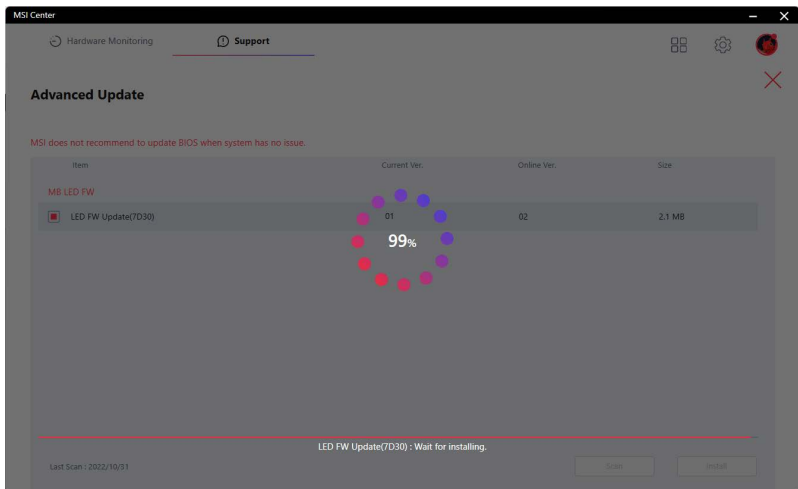 MSI Center
Hardware Monitoring
Support
Advanced Update
MSI does not recommend to update BIOS when system has no issue.
Item Current Ver. Online Ver. Size
MB LED FW
LED FW Update(7D30) 01 02 2.1 MB
99%
LED FW Update(7D30) : Wait for installing.
Last Scan : 2022/10/31
Scan
Install